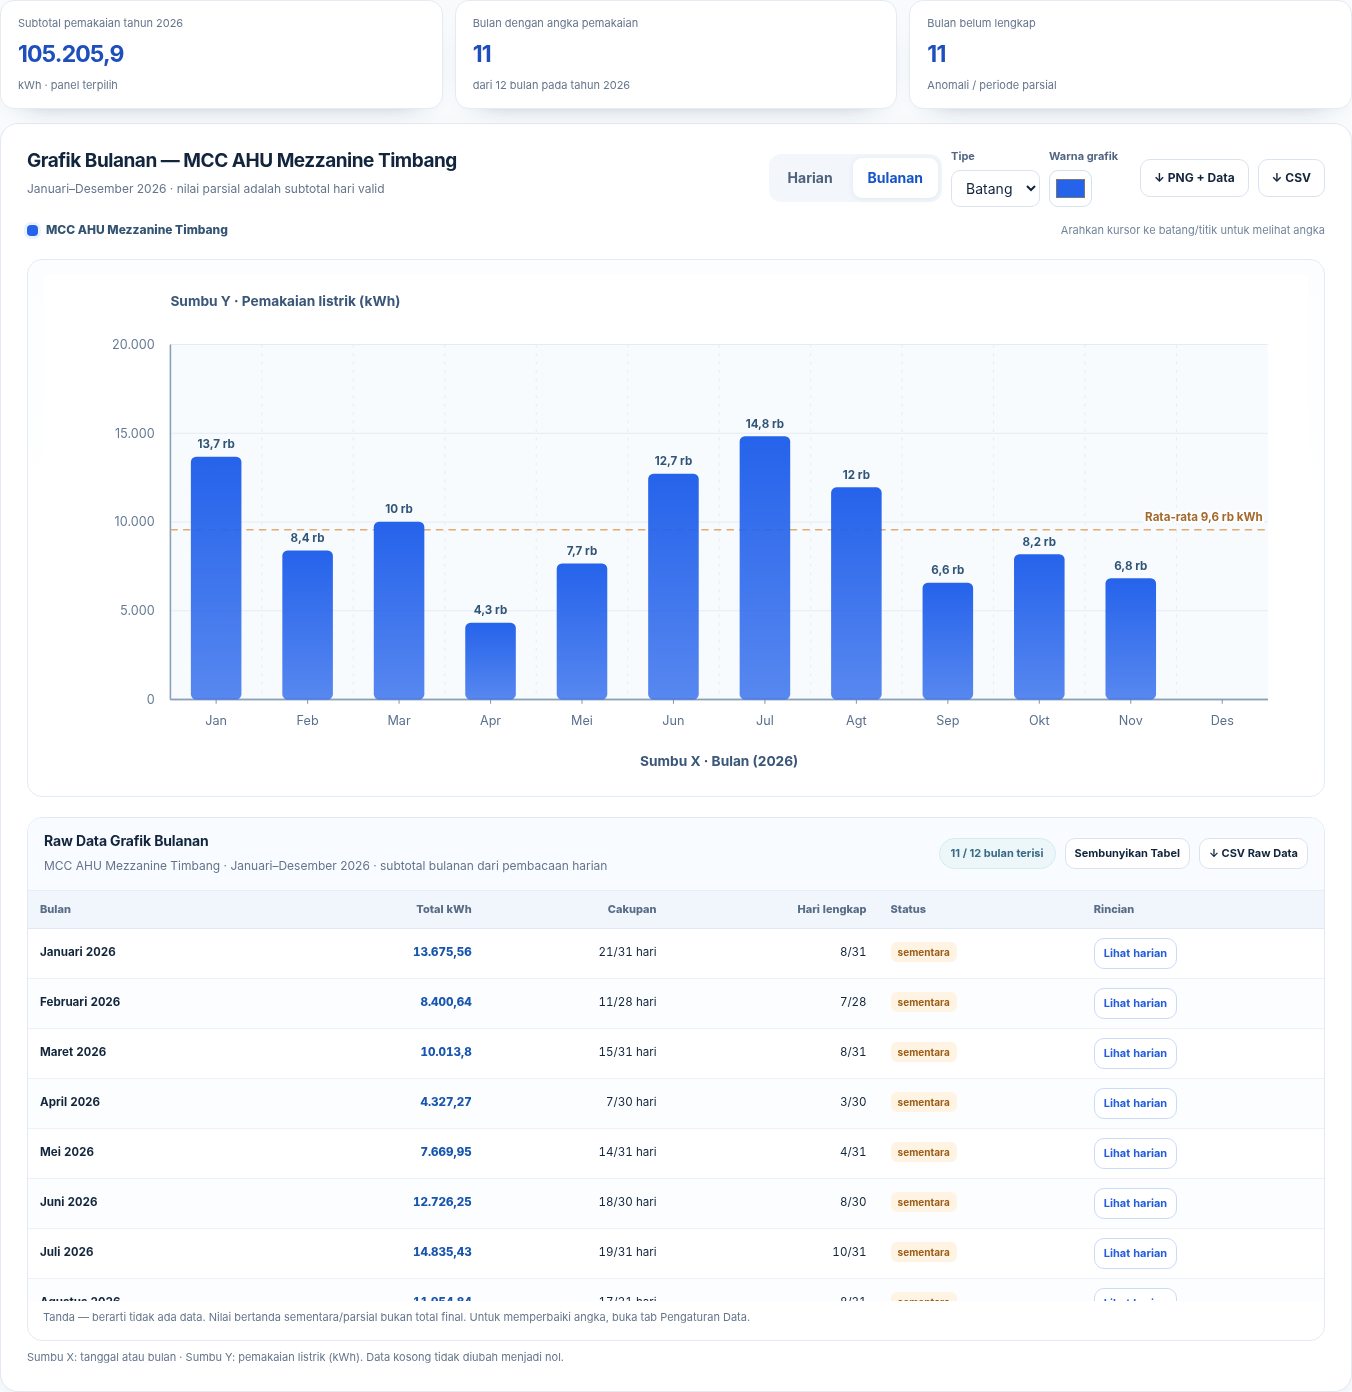 Subtotal pemakaian tahun 2026
105.205,9
kWh · panel terpilih
Bulan dengan angka pemakaian
11
dari 12 bulan pada tahun 2026
Bulan belum lengkap
11
Anomali / periode parsial
Grafik Bulanan — MCC AHU Mezzanine Timbang
Januari–Desember 2026 · nilai parsial adalah subtotal hari valid
Harian
Bulanan
Tipe
Batang
Warna grafik
↓ PNG + Data
↓ CSV
MCC AHU Mezzanine Timbang
Arahkan kursor ke batang/titik untuk melihat angka
Sumbu Y · Pemakaian listrik (kWh)
20.000
15.000
10.000
5.000
0
13,7 rb
8,4 rb
10 rb
4,3 rb
7,7 rb
12,7 rb
14,8 rb
12 rb
6,6 rb
8,2 rb
6,8 rb
Rata-rata 9,6 rb kWh
Jan Feb Mar Apr Mei Jun Jul Agt Sep Okt Nov Des
Sumbu X · Bulan (2026)
Raw Data Grafik Bulanan
MCC AHU Mezzanine Timbang · Januari–Desember 2026 · subtotal bulanan dari pembacaan harian
11 / 12 bulan terisi
Sembunyikan Tabel
↓ CSV Raw Data
Bulan Total kWh Cakupan Hari lengkap Status Rincian
Januari 2026 13.675,56 21/31 hari 8/31 sementara Lihat harian
Februari 2026 8.400,64 11/28 hari 7/28 sementara Lihat harian
Maret 2026 10.013,8 15/31 hari 8/31 sementara Lihat harian
April 2026 4.327,27 7/30 hari 3/30 sementara Lihat harian
Mei 2026 7.669,95 14/31 hari 4/31 sementara Lihat harian
Juni 2026 12.726,25 18/30 hari 8/30 sementara Lihat harian
Juli 2026 14.835,43 19/31 hari 10/31 sementara Lihat harian
Agustus 2026 sementara Lihat harian
Tanda — berarti tidak ada data. Nilai bertanda sementara/parsial bukan total final. Untuk memperbaiki angka, buka tab Pengaturan Data.
Sumbu X: tanggal atau bulan · Sumbu Y: pemakaian listrik (kWh). Data kosong tidak diubah menjadi nol.